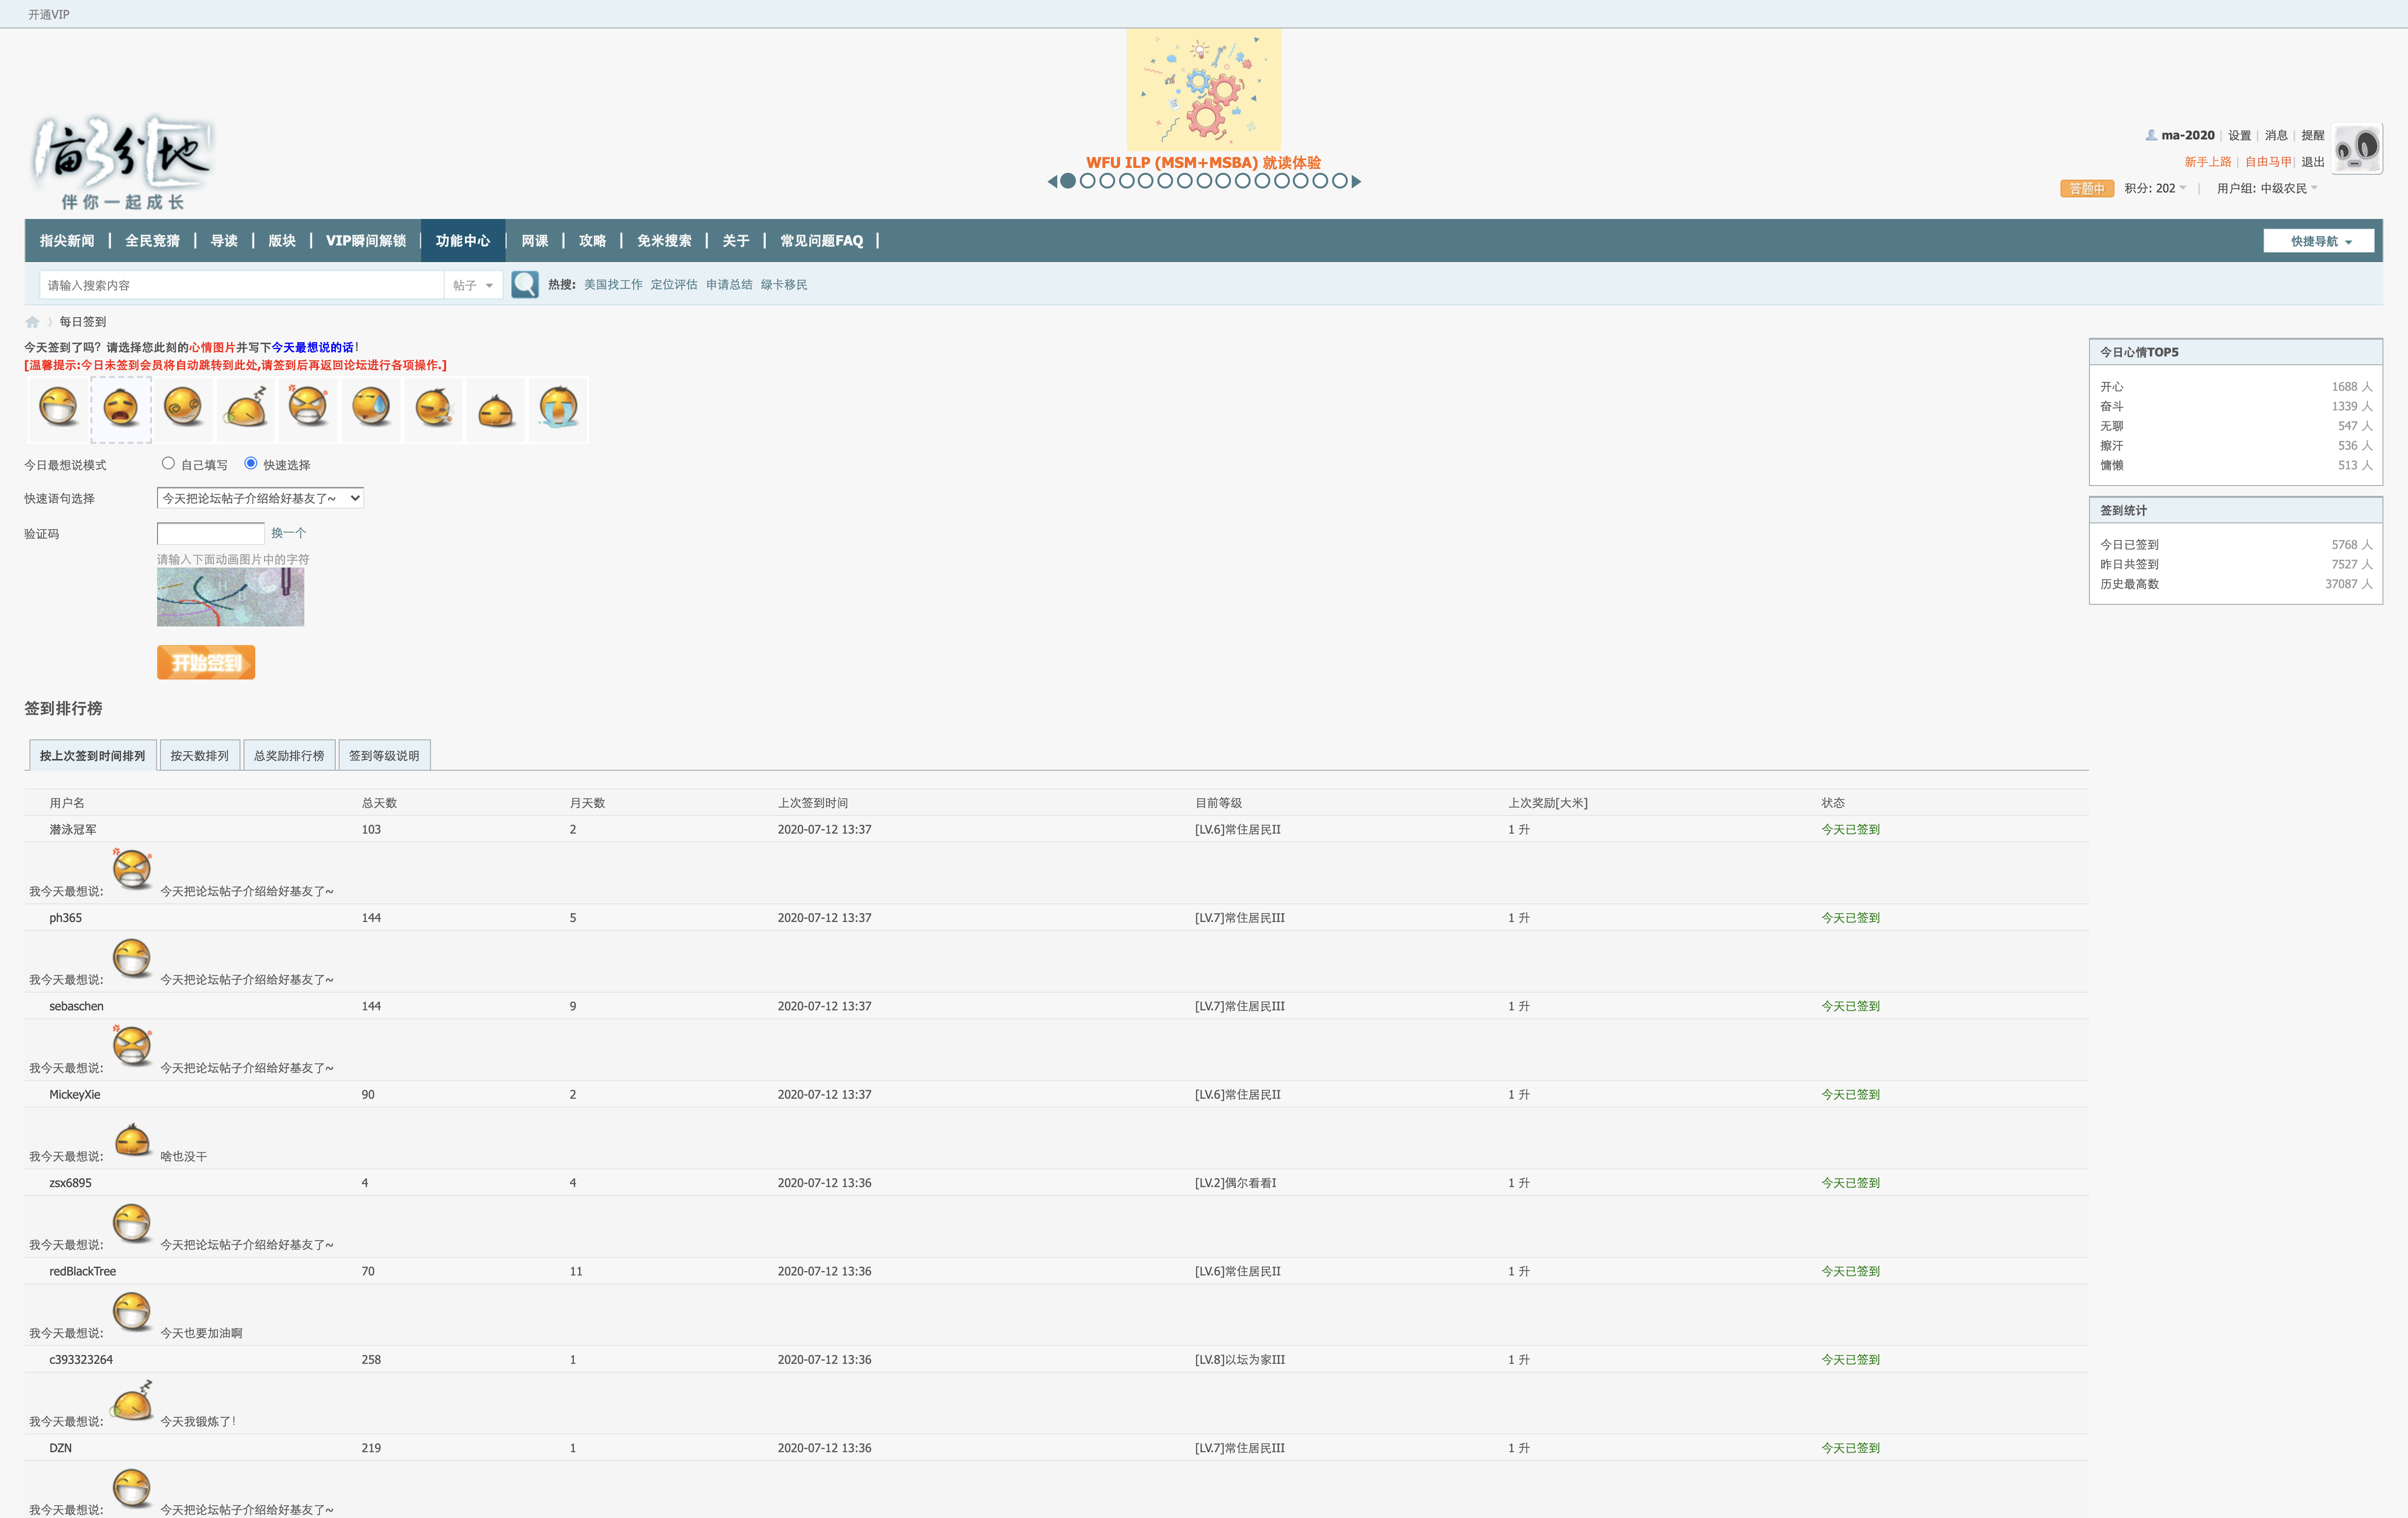 开通VIP
一亩三分地
伴你一起成长
WFU ILP (MSM+MSBA) 就读体验
ma-2020 | 设置 | 消息 | 提醒
新手上路 | 自由马甲 | 退出
答题中 积分: 202 | 用户组: 中级农民
指尖新闻 | 全民竞猜 | 导读 | 版块 | VIP瞬间解锁 | 功能中心 | 网课 | 攻略 | 免米搜索 | 关于 | 常见问题FAQ | 快捷导航
请输入搜索内容 帖子 热搜: 美国找工作 定位评估 申请总结 绿卡移民
每日签到
今天签到了吗？请选择您此刻的心情图片并写下今天最想说的话！
[温馨提示:今日未签到会员将自动跳转到此处,请签到后再返回论坛进行各项操作.]
今日最想说模式 自己填写 快速选择
快速语句选择 今天把论坛帖子介绍给好基友了~
验证码 换一个
请输入下面动画图片中的字符
开始签到
今日心情TOP5
开心 1688 人
奋斗 1339 人
无聊 547 人
擦汗 536 人
慵懒 513 人
签到统计
今日已签到 5768 人
昨日共签到 7527 人
历史最高数 37087 人
签到排行榜
按上次签到时间排列 按天数排列 总奖励排行榜 签到等级说明
用户名 总天数 月天数 上次签到时间 目前等级 上次奖励[大米] 状态
潜泳冠军 103 2 2020-07-12 13:37 [LV.6]常住居民II 1 升 今天已签到
我今天最想说: 今天把论坛帖子介绍给好基友了~
ph365 144 5 2020-07-12 13:37 [LV.7]常住居民III 1 升 今天已签到
我今天最想说: 今天把论坛帖子介绍给好基友了~
sebaschen 144 9 2020-07-12 13:37 [LV.7]常住居民III 1 升 今天已签到
我今天最想说: 今天把论坛帖子介绍给好基友了~
MickeyXie 90 2 2020-07-12 13:37 [LV.6]常住居民II 1 升 今天已签到
我今天最想说: 啥也没干
zsx6895 4 4 2020-07-12 13:36 [LV.2]偶尔看看I 1 升 今天已签到
我今天最想说: 今天把论坛帖子介绍给好基友了~
redBlackTree 70 11 2020-07-12 13:36 [LV.6]常住居民II 1 升 今天已签到
我今天最想说: 今天也要加油啊
c393323264 258 1 2020-07-12 13:36 [LV.8]以坛为家III 1 升 今天已签到
我今天最想说: 今天我锻炼了！
DZN 219 1 2020-07-12 13:36 [LV.7]常住居民III 1 升 今天已签到
我今天最想说: 今天把论坛帖子介绍给好基友了~